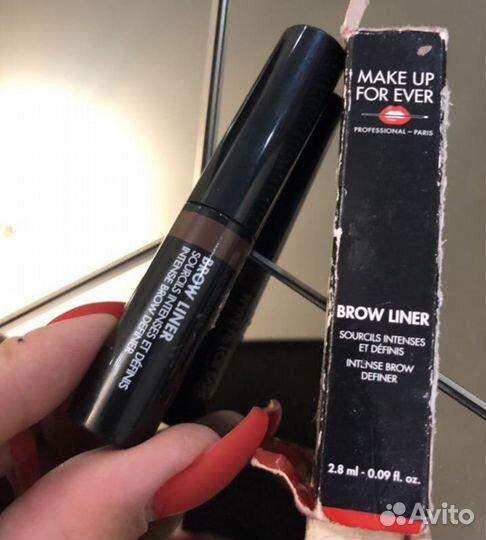 BROW LINER
SOURCILS INTENSES ET DÉFINIS
INTENSE BROW DEFINER
MAKE UP
FOR EVER
PROFESSIONAL – PARIS
BROW LINER
SOURCILS INTENSES
ET DÉFINIS
INTENSE BROW
DEFINER
2.8 ml - 0.09 fl. oz.
Avito